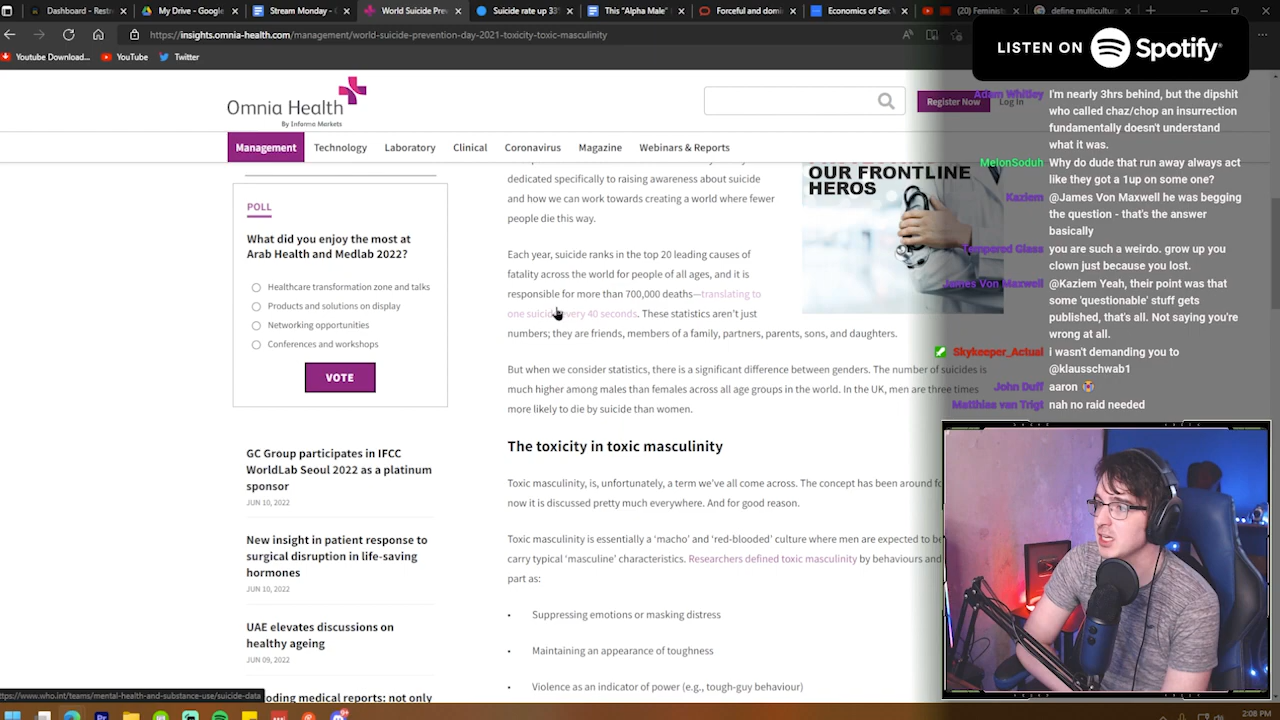 Dashboard - Restre
My Drive - Google
Stream Monday -
World Suicide Prev
Suicide rate up 33
This "Alpha Male"
Forceful and domi
Economics of Sex
(20) Feminist
define multicultur
https://insights.omnia-health.com/management/world-suicide-prevention-day-2021-toxicity-toxic-masculinity
Youtube Download...
YouTube
Twitter
LISTEN ON Spotify
Omnia Health
By Informa Markets
Register Now
Log In
Management
Technology
Laboratory
Clinical
Coronavirus
Magazine
Webinars & Reports
POLL
What did you enjoy the most at
Arab Health and Medlab 2022?
Healthcare transformation zone and talks
Products and solutions on display
Networking opportunities
Conferences and workshops
VOTE
GC Group participates in IFCC
WorldLab Seoul 2022 as a platinum
sponsor
JUN 10, 2022
New insight in patient response to
surgical disruption in life-saving
hormones
JUN 10, 2022
UAE elevates discussions on
healthy ageing
JUN 09, 2022
oding medical reports: not only
https://www.who.int/teams/mental-health-and-substance-use/suicide-data
dedicated specifically to raising awareness about suicide
and how we can work towards creating a world where fewer
people die this way.
OUR FRONTLINE
HEROS
Each year, suicide ranks in the top 20 leading causes of
fatality across the world for people of all ages, and it is
responsible for more than 700,000 deaths—translating to
one suicide every 40 seconds. These statistics aren't just
numbers; they are friends, members of a family, partners, parents, sons, and daughters.
But when we consider statistics, there is a significant difference between genders. The number of suicides is
much higher among males than females across all age groups in the world. In the UK, men are three times
more likely to die by suicide than women.
The toxicity in toxic masculinity
Toxic masculinity, is, unfortunately, a term we've all come across. The concept has been around fo
now it is discussed pretty much everywhere. And for good reason.
Toxic masculinity is essentially a 'macho' and 'red-blooded' culture where men are expected to be
carry typical 'masculine' characteristics. Researchers defined toxic masculinity by behaviours and
part as:
• Suppressing emotions or masking distress
• Maintaining an appearance of toughness
• Violence as an indicator of power (e.g., tough-guy behaviour)
Adam Whitley I'm nearly 3hrs behind, but the dipshit
who called chaz/chop an insurrection
fundamentally doesn't understand
what it was.
MelonSoduh Why do dude that run away always act
like they got a 1up on some one?
Kaziem @James Von Maxwell he was begging
the question - that's the answer
basically
Tempered Glass you are such a weirdo. grow up you
clown just because you lost.
James Von Maxwell @Kaziem Yeah, their point was that
some 'questionable' stuff gets
published, that's all. Not saying you're
wrong at all.
Skykeeper_Actual i wasn't demanding you to
@klausschwab1
John Duff aaron
Matthias van Trigt nah no raid needed
2:08 PM